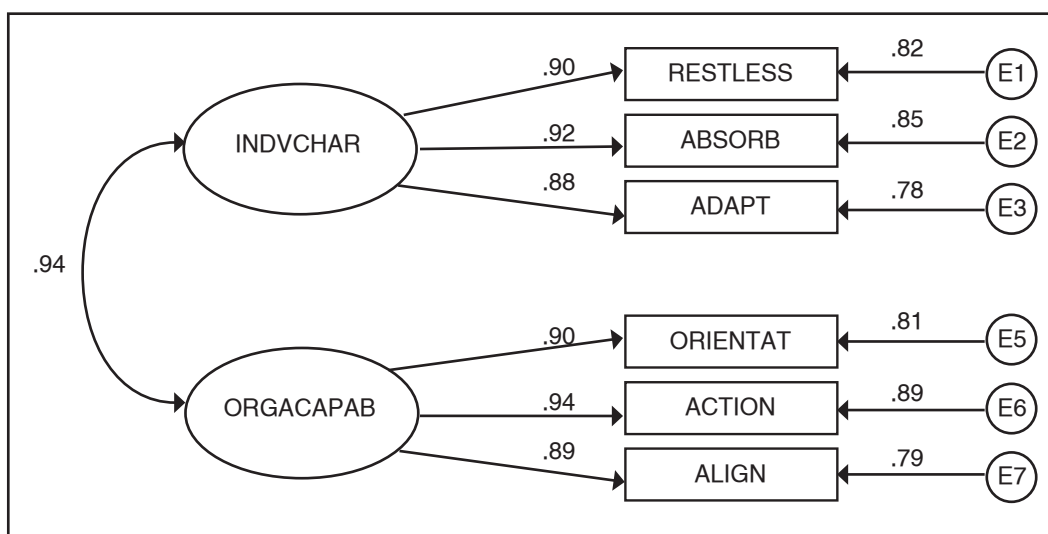 .90 RESTLESS .82 E1
INDVCHAR .92 ABSORB .85 E2
.88 ADAPT .78 E3
.94
.90 ORIENTAT .81 E5
ORGACAPAB .94 ACTION .89 E6
.89 ALIGN .79 E7